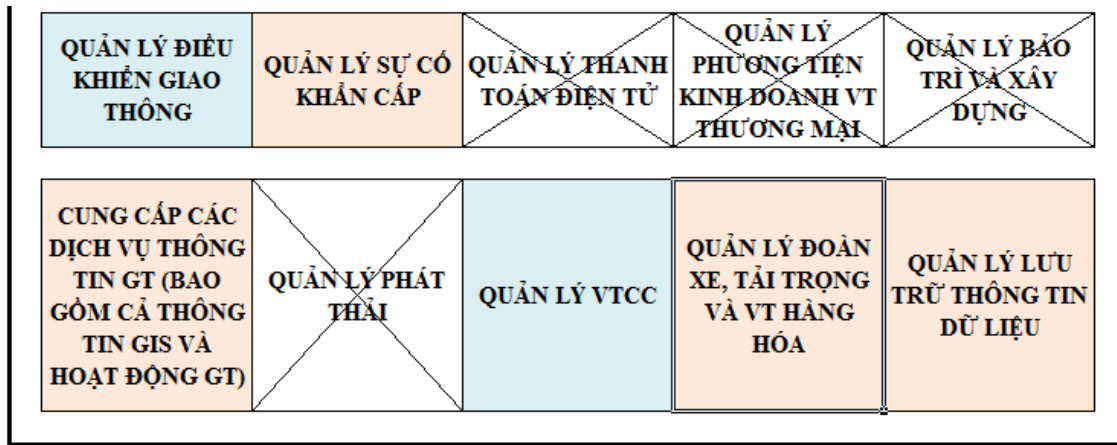 QUẢN LÝ ĐIỀU
KHIỂN GIAO
THÔNG
QUẢN LÝ SỰ CỐ
KHẨN CẤP
QUẢN LÝ THANH
TOÁN ĐIỆN TỬ
QUẢN LÝ
PHƯƠNG TIỆN
KINH DOANH VT
THƯƠNG MẠI
QUẢN LÝ BẢO
TRÌ VÀ XÂY
DỰNG
CUNG CẤP CÁC
DỊCH VỤ THÔNG
TIN GT (BAO
GỒM CẢ THÔNG
TIN GIS VÀ
HOẠT ĐỘNG GT)
QUẢN LÝ PHÁT
THẢI
QUẢN LÝ VTCC
QUẢN LÝ ĐOÀN
XE, TẢI TRỌNG
VÀ VT HÀNG
HÓA
QUẢN LÝ LƯU
TRỮ THÔNG TIN
DỮ LIỆU